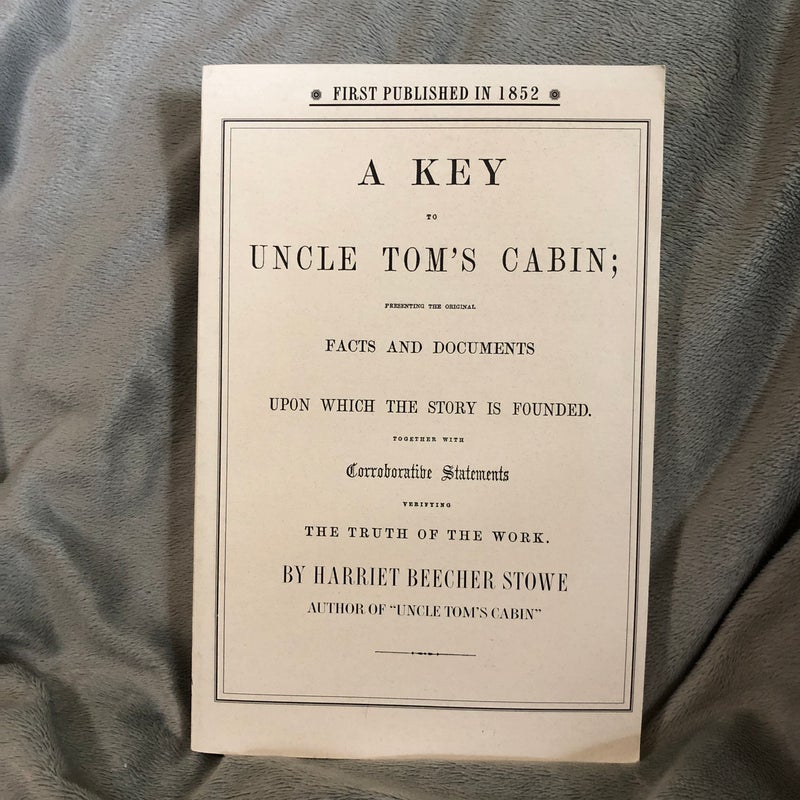 FIRST PUBLISHED IN 1852
A KEY
TO
UNCLE TOM'S CABIN;
PRESENTING THE ORIGINAL
FACTS AND DOCUMENTS
UPON WHICH THE STORY IS FOUNDED.
TOGETHER WITH
Corroborative Statements
VERIFYING
THE TRUTH OF THE WORK.
BY HARRIET BEECHER STOWE
AUTHOR OF “UNCLE TOM'S CABIN”